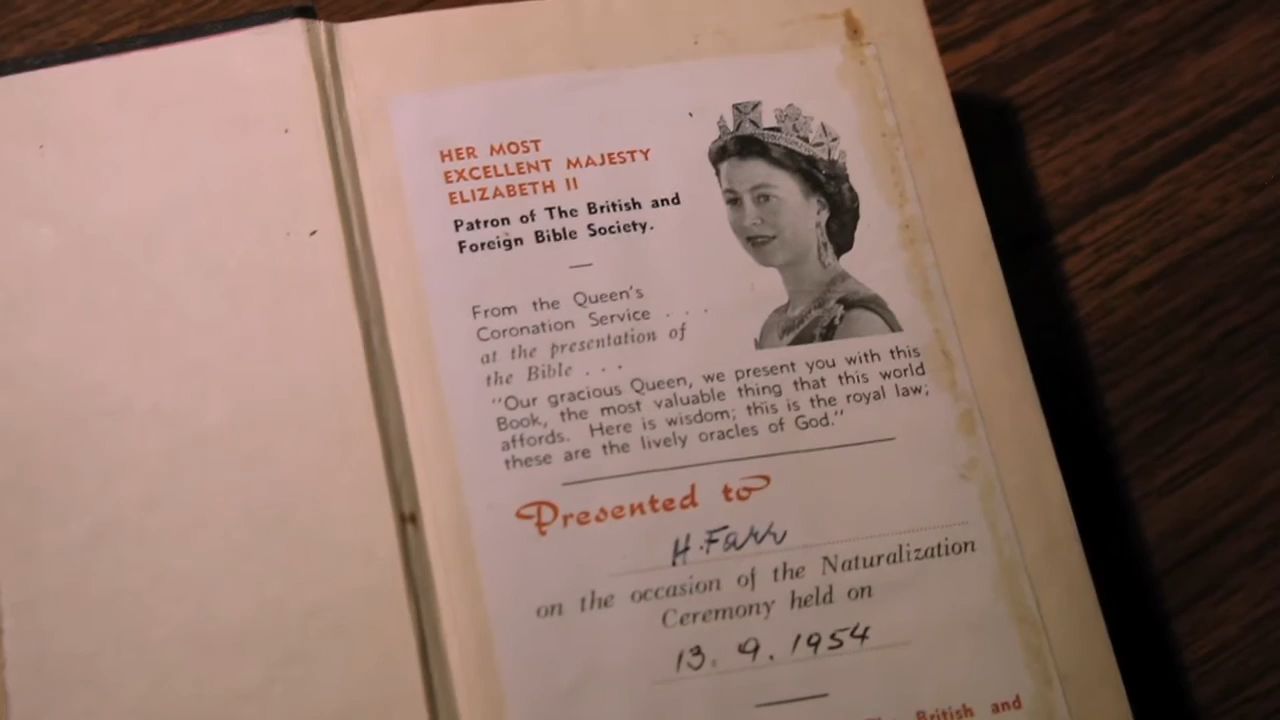 HER MOST
EXCELLENT MAJESTY
ELIZABETH II
Patron of The British and
Foreign Bible Society.
From the Queen's
Coronation Service . . .
at the presentation of
the Bible . . .
"Our gracious Queen, we present you with this
Book, the most valuable thing that this world
affords. Here is wisdom; this is the royal law;
these are the lively oracles of God."
Presented to
H. Farr
on the occasion of the Naturalization
Ceremony held on
13. 9. 1954
British and